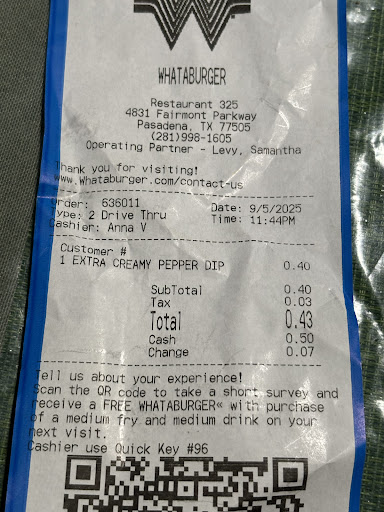 WHATABURGER
Restaurant 325
4831 Fairmont Parkway
Pasadena, TX 77505
(281)998-1605
Operating Partner - Levy, Samantha
Thank you for visiting!
www.whataburger.com/contact-us
Order: 636011 Date: 9/5/2025
Type: 2 Drive Thru Time: 11:44PM
Cashier: Anna V
Customer #
1 EXTRA CREAMY PEPPER DIP 0.40
SubTotal 0.40
Tax 0.03
Total 0.43
Cash 0.50
Change 0.07
Tell us about your experience!
Scan the QR code to take a short survey and
receive a FREE WHATABURGER« with purchase
of a medium fry and medium drink on your
next visit.
Cashier use Quick Key #96